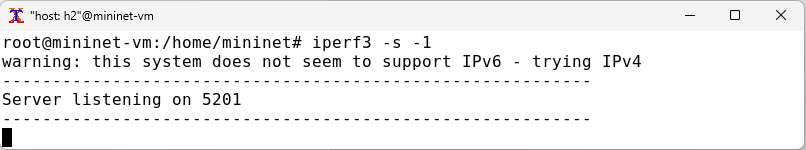 "host: h2"@mininet-vm
root@mininet-vm:/home/mininet# iperf3 -s -1
warning: this system does not seem to support IPv6 - trying IPv4
-----------------------------------------------------------
Server listening on 5201
-----------------------------------------------------------